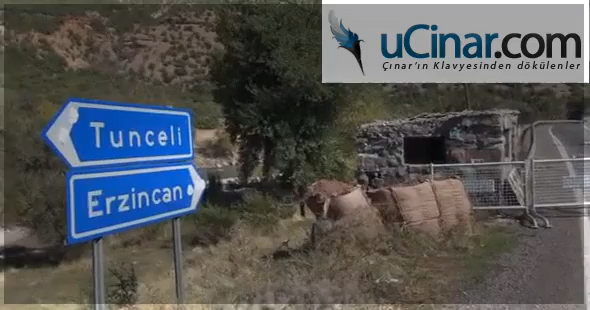 uCinar.com
Çınar'ın Klavyesinden dökülenler
Tunceli
Erzincan